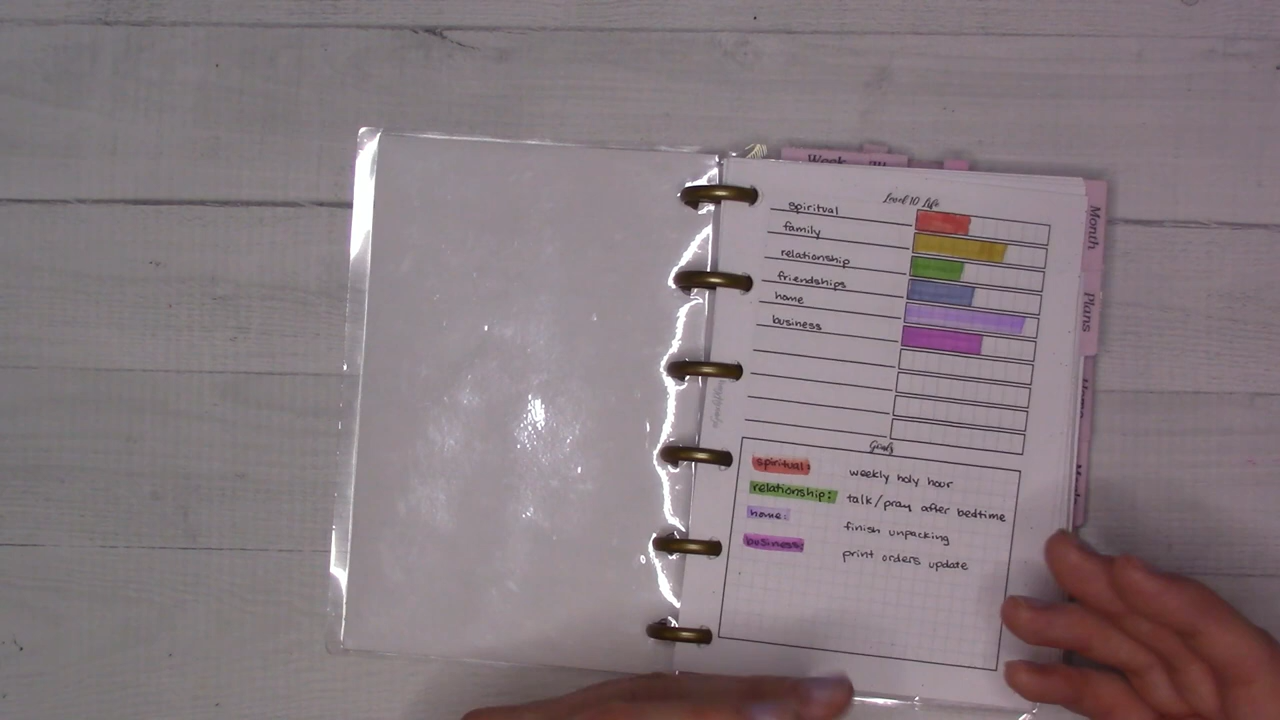 Week
Level 10 Life
spiritual
family
relationship
friendships
home
business
Goals
spiritual: weekly holy hour
relationship: talk/pray after bedtime
home: finish unpacking
business: print orders update
Month
Plans